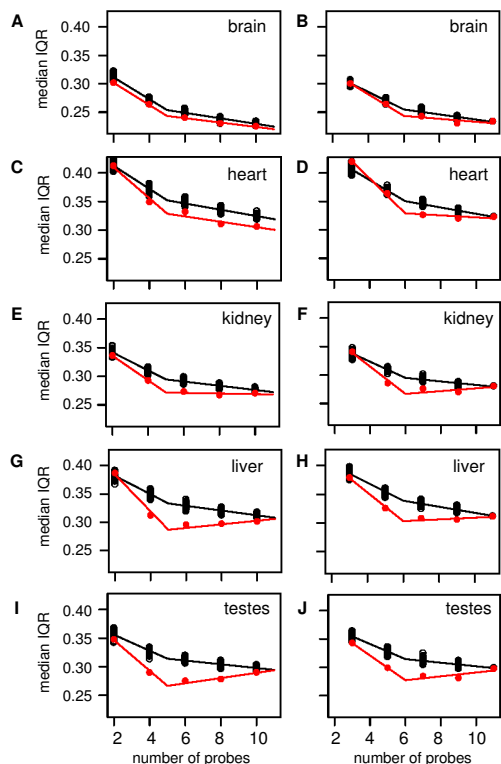 A
B
0.40
brain
brain
0.35
0.30
0.25
median IQR
C
D
0.40
heart
heart
0.35
0.30
0.25
median IQR
E
F
0.40
kidney
kidney
0.35
0.30
0.25
median IQR
G
H
0.40
liver
liver
0.35
0.30
0.25
median IQR
I
J
0.40
testes
testes
0.35
0.30
0.25
median IQR
2 4 6 8 10
2 4 6 8 10
number of probes
number of probes